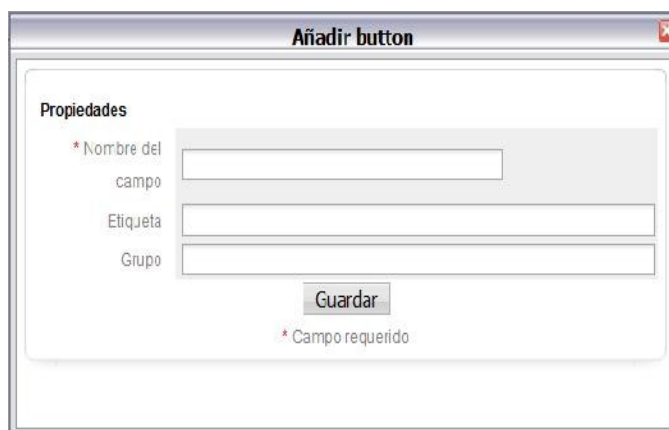 Añadir button
Propiedades
* Nombre del
campo
Etiqueta
Grupo
Guardar
* Campo requerido